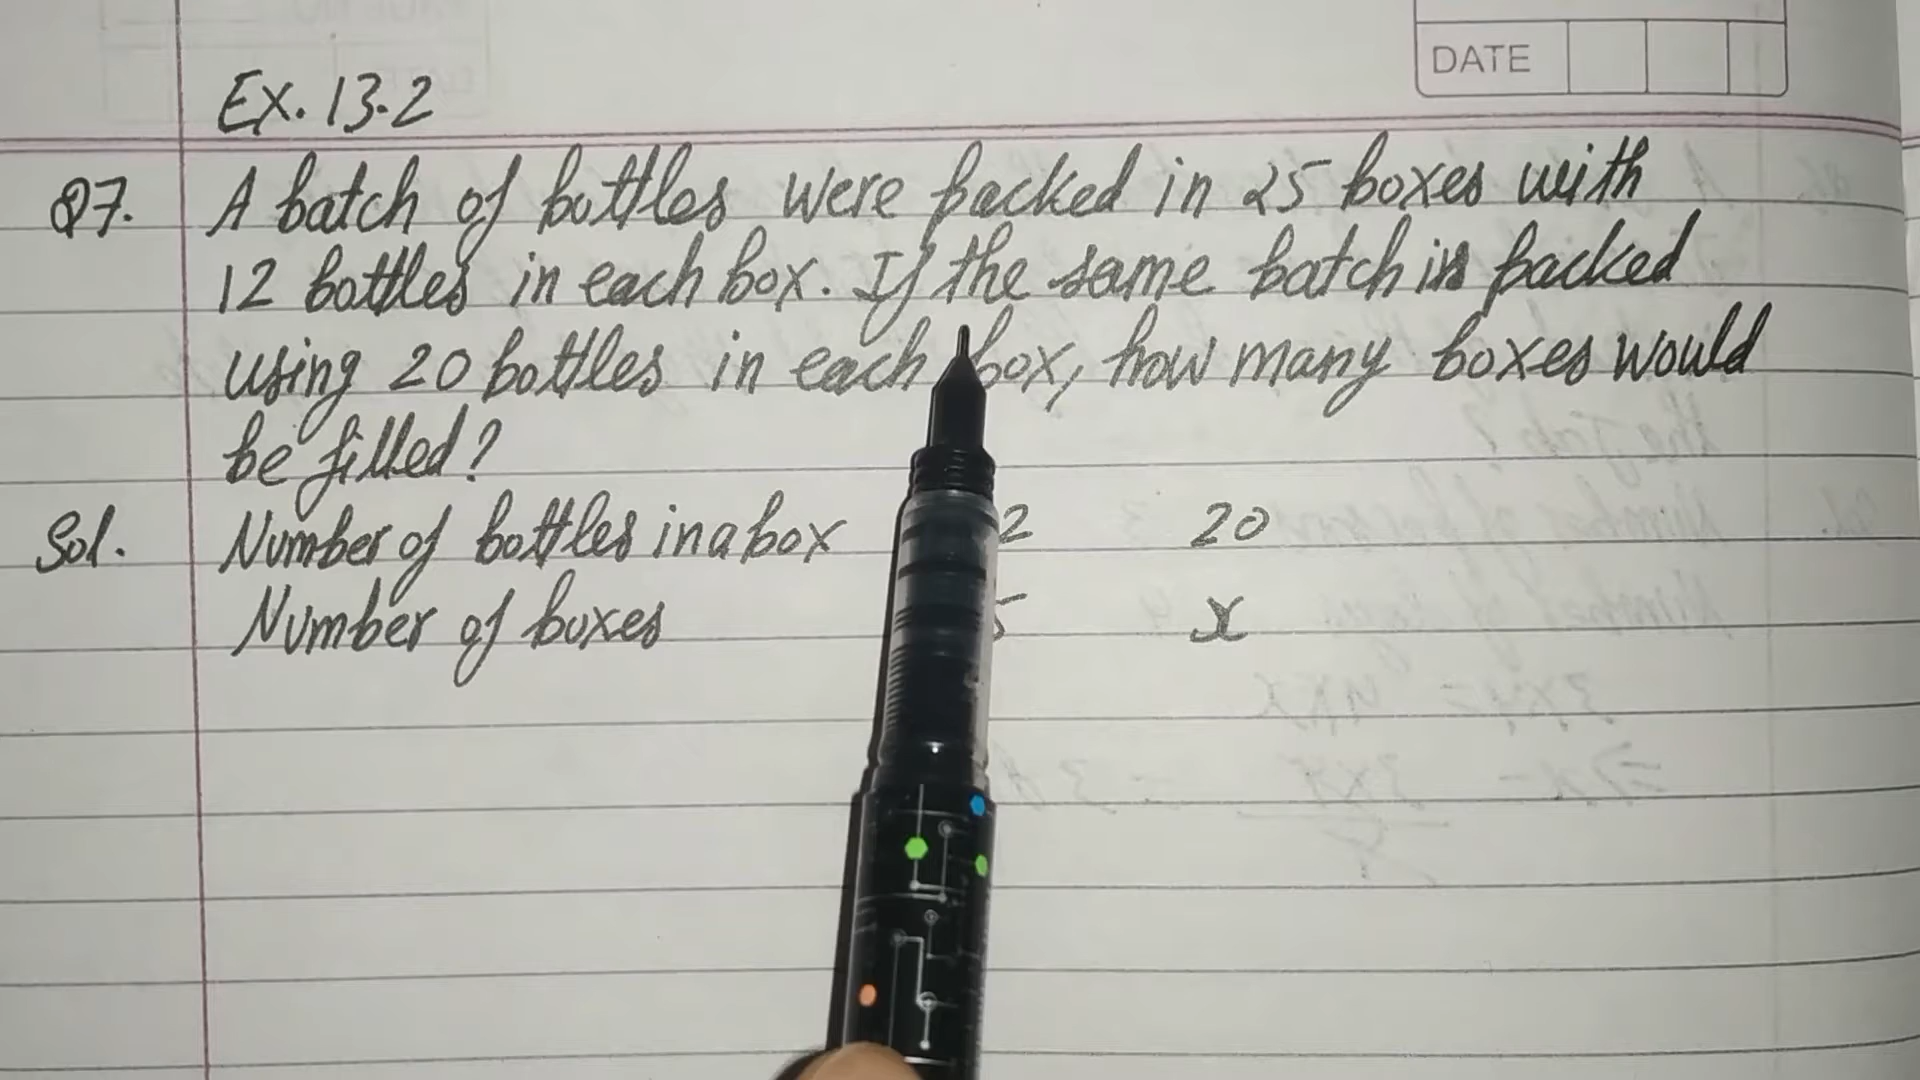 DATE
Ex. 13.2
Q7. A batch of bottles were packed in 25 boxes with
12 bottles in each box. If the same batch is packed
using 20 bottles in each box, how many boxes would
be filled?
Sol. Number of bottles in a box 2 20
Number of boxes 5 x